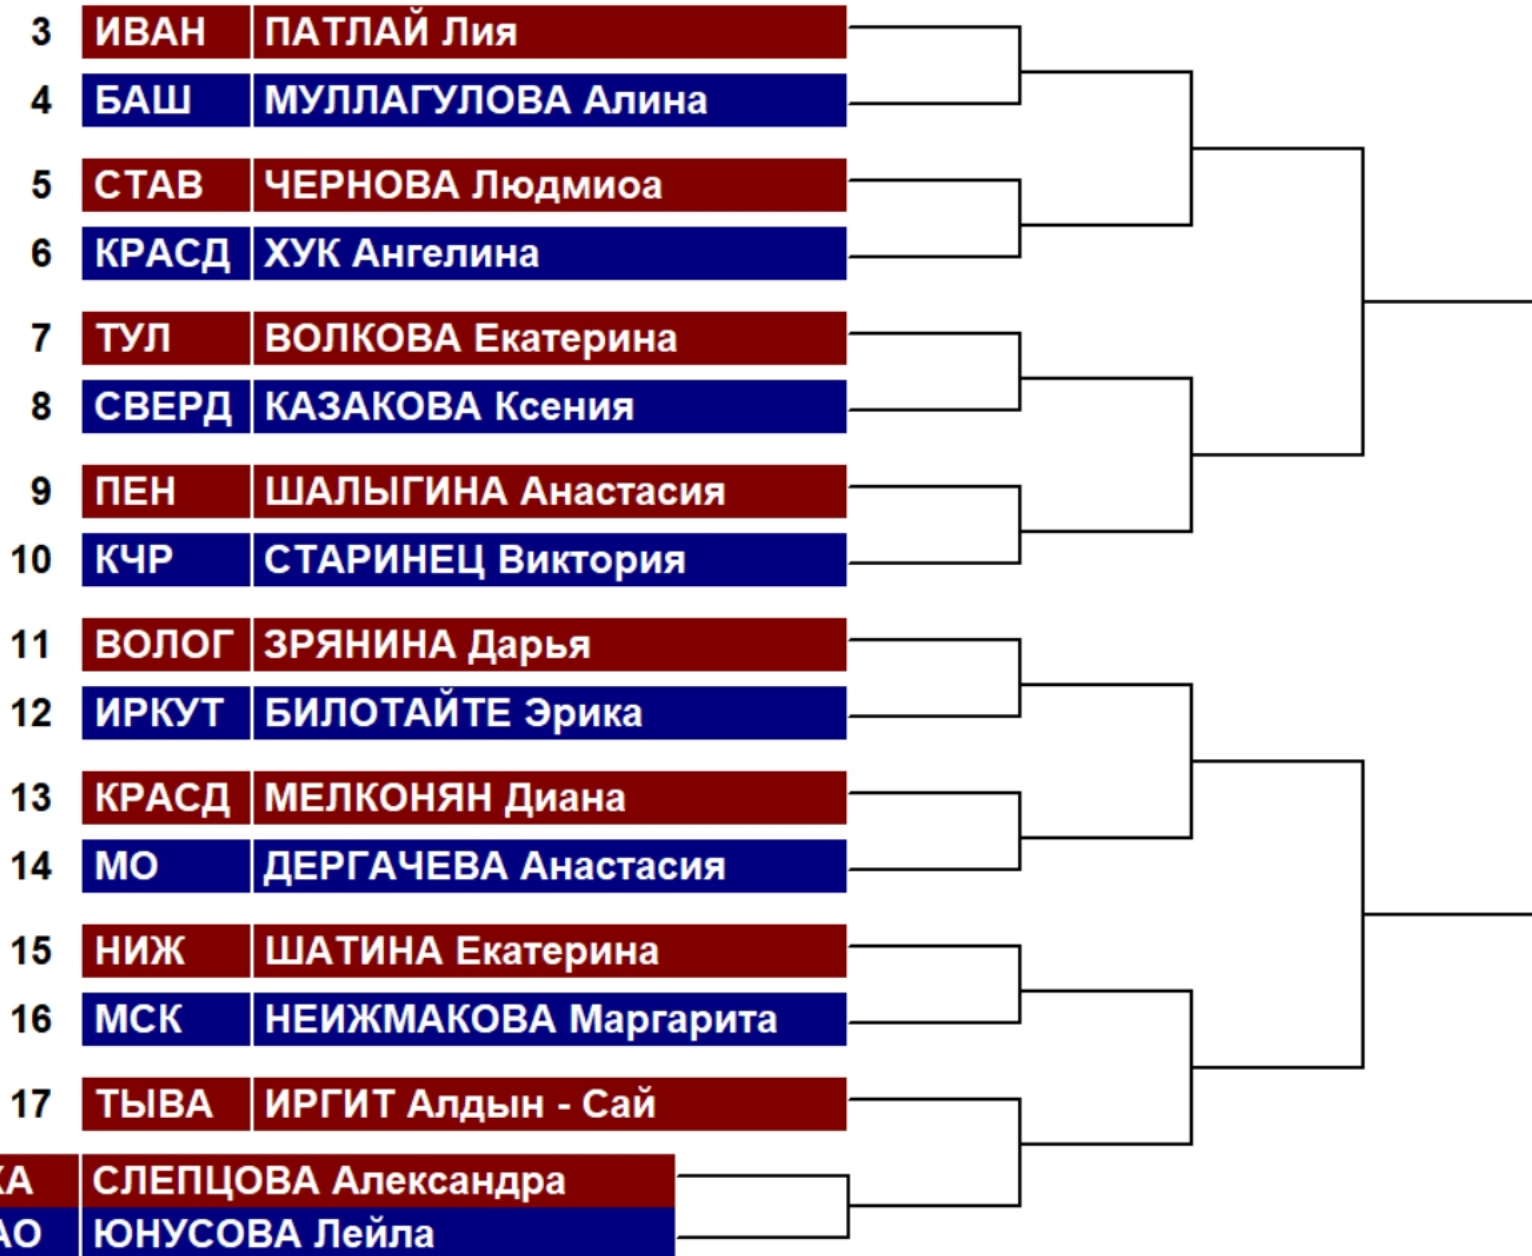 3 ИВАН ПАТЛАЙ Лия
4 БАШ МУЛЛАГУЛОВА Алина
5 СТАВ ЧЕРНОВА Людмиоа
6 КРАСД ХУК Ангелина
7 ТУЛ ВОЛКОВА Екатерина
8 СВЕРД КАЗАКОВА Ксения
9 ПЕН ШАЛЫГИНА Анастасия
10 КЧР СТАРИНЕЦ Виктория
11 ВОЛОГ ЗРЯНИНА Дарья
12 ИРКУТ БИЛОТАЙТЕ Эрика
13 КРАСД МЕЛКОНЯН Диана
14 МО ДЕРГАЧЕВА Анастасия
15 НИЖ ШАТИНА Екатерина
16 МСК НЕИЖМАКОВА Маргарита
17 ТЫВА ИРГИТ Алдын - Сай
СЛЕПЦОВА Александра
ЮНУСОВА Лейла